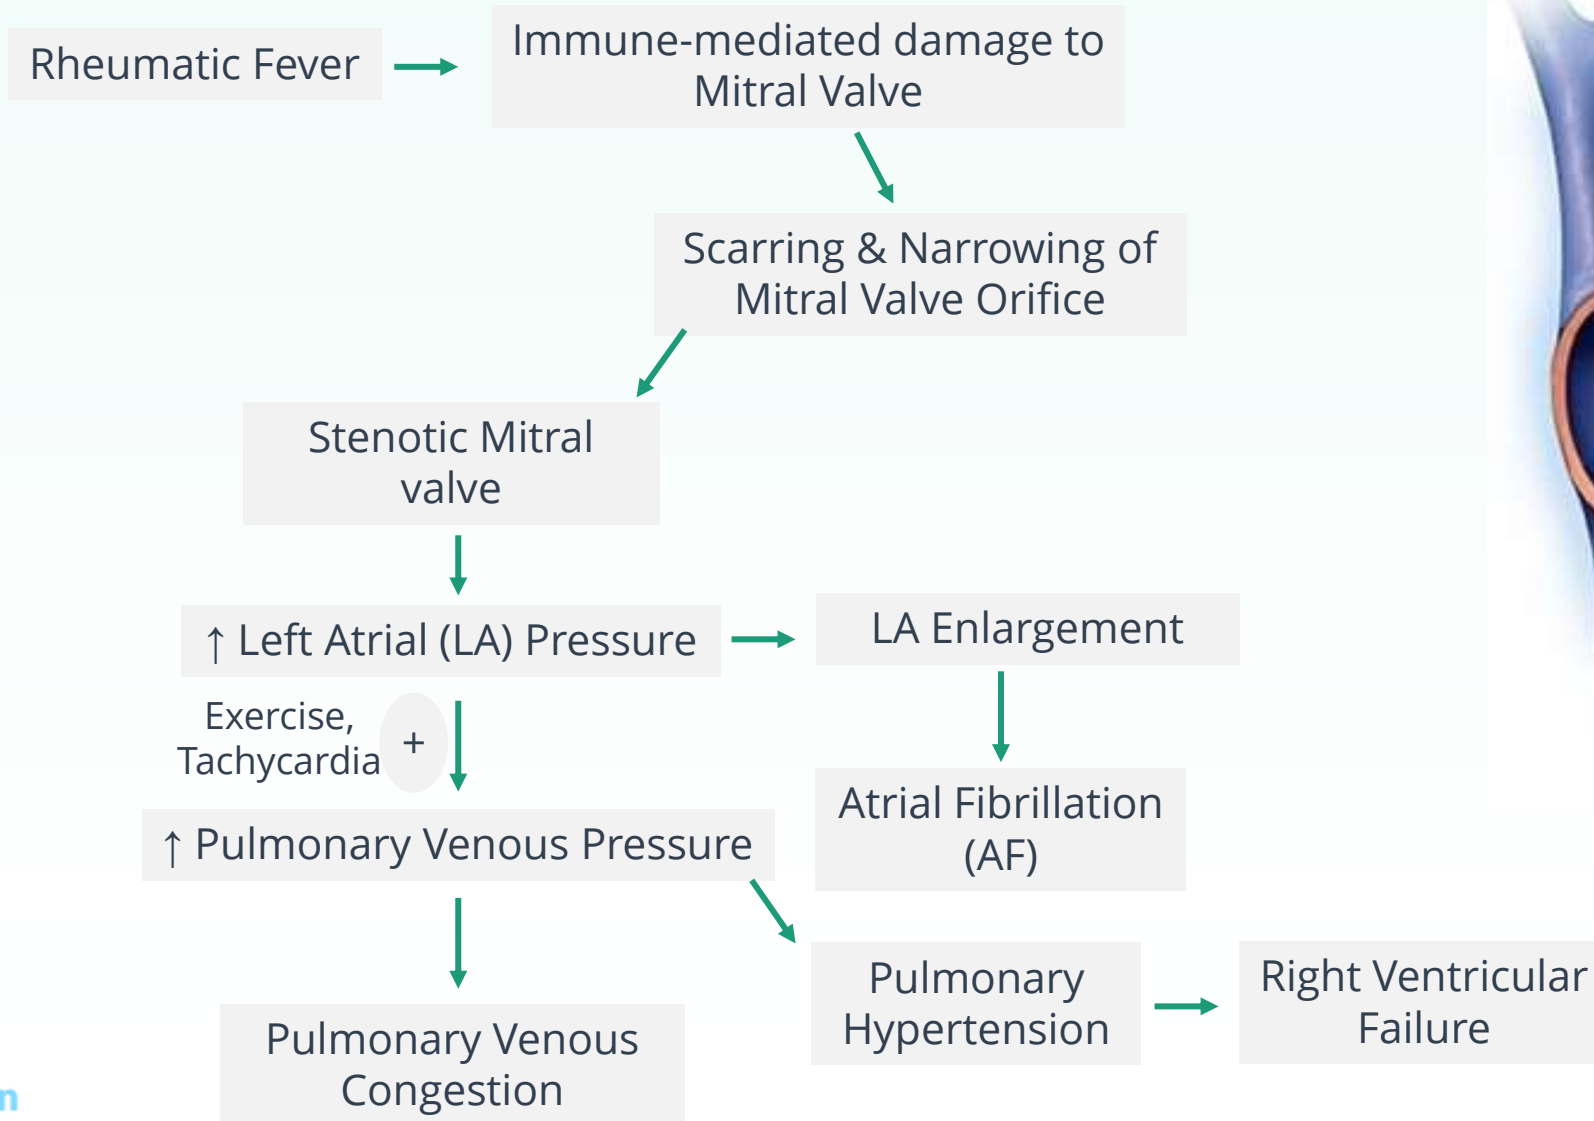 Rheumatic Fever
Immune-mediated damage to
Mitral Valve
Scarring & Narrowing of
Mitral Valve Orifice
Stenotic Mitral
valve
↑ Left Atrial (LA) Pressure
LA Enlargement
Exercise,
Tachycardia
+
Atrial Fibrillation
(AF)
↑ Pulmonary Venous Pressure
Pulmonary
Hypertension
Right Ventricular
Failure
Pulmonary Venous
Congestion
n